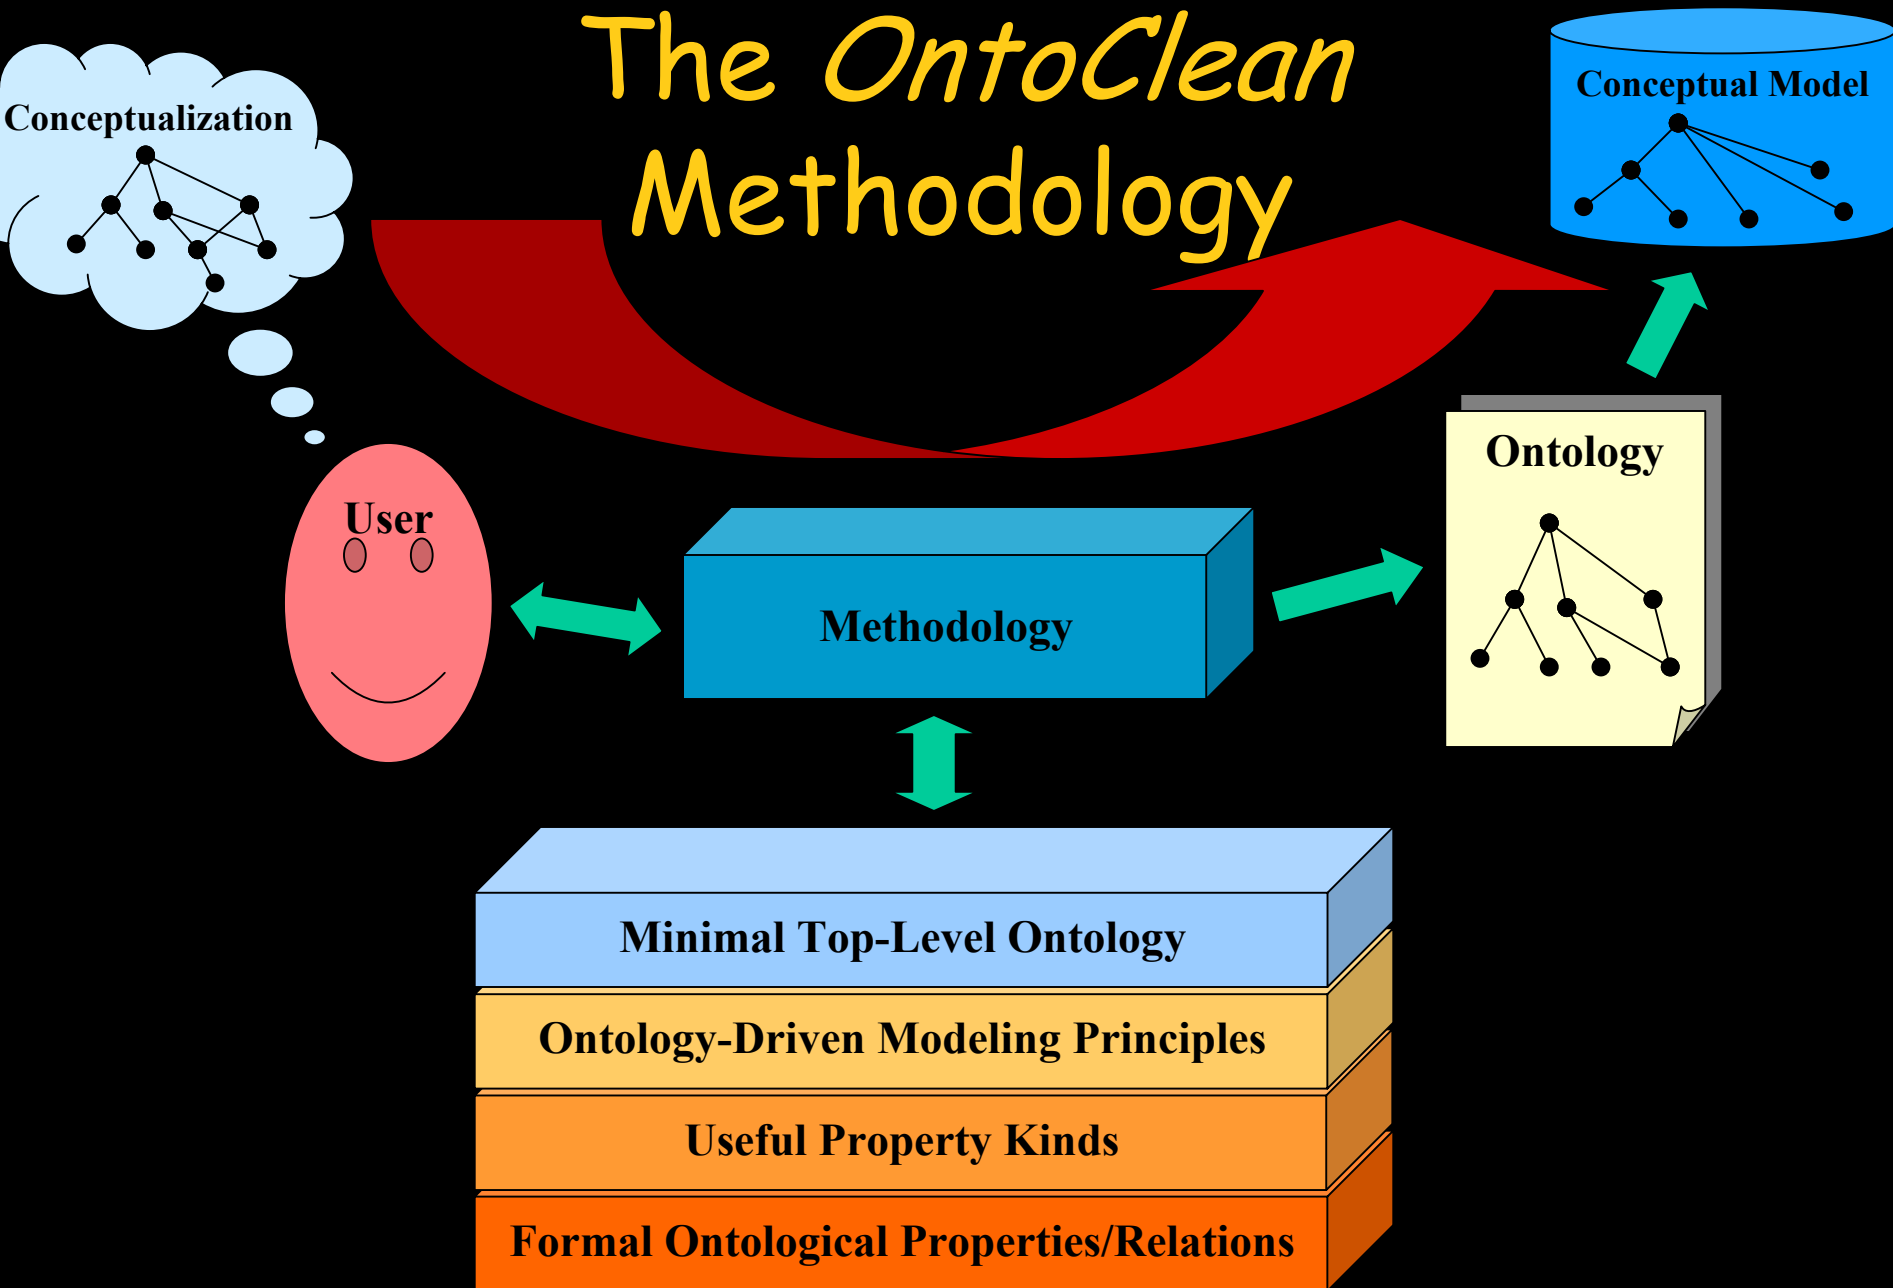 The OntoClean
Methodology
Conceptualization
Conceptual Model
User
Methodology
Ontology
Minimal Top-Level Ontology
Ontology-Driven Modeling Principles
Useful Property Kinds
Formal Ontological Properties/Relations